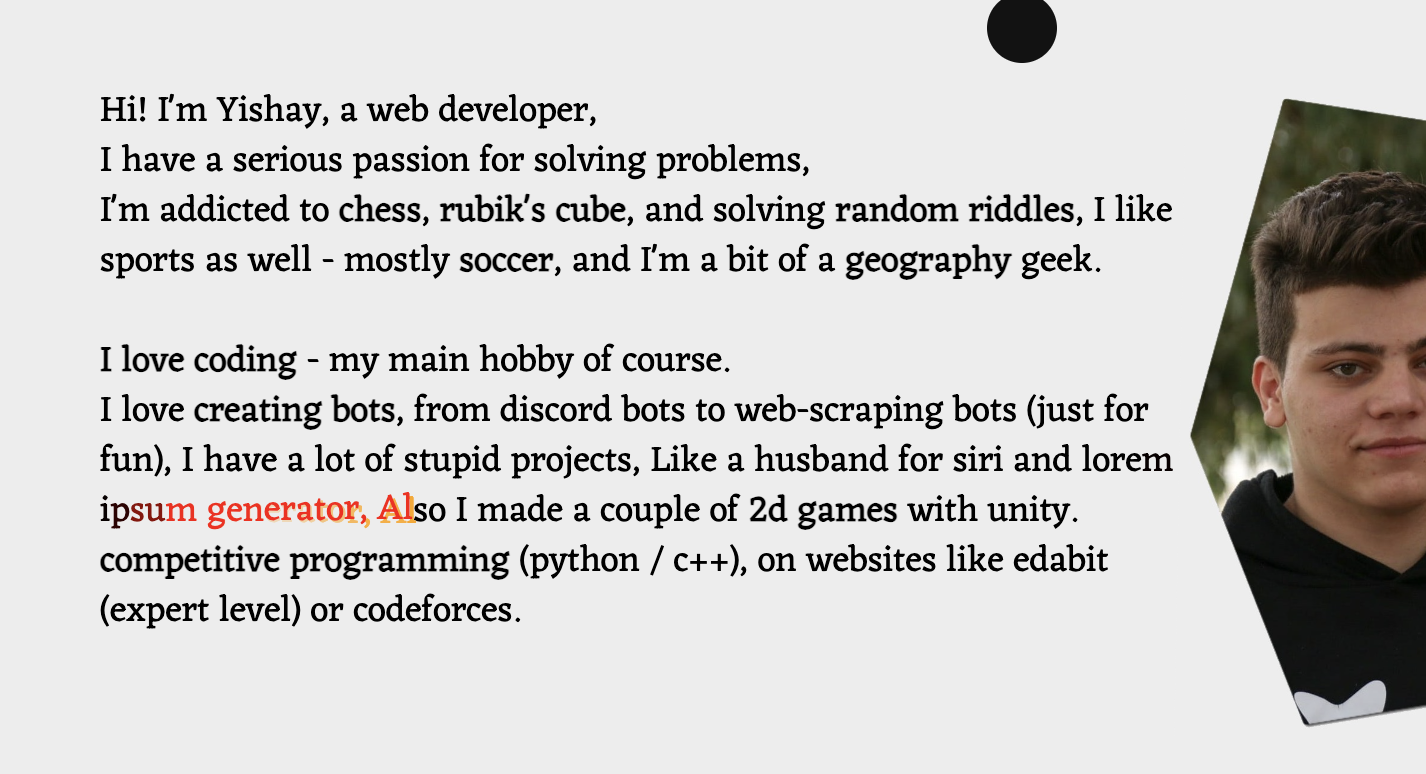 Hi! I'm Yishay, a web developer,
I have a serious passion for solving problems,
I'm addicted to chess, rubik's cube, and solving random riddles, I like
sports as well - mostly soccer, and I'm a bit of a geography geek.
I love coding - my main hobby of course.
I love creating bots, from discord bots to web-scraping bots (just for
fun), I have a lot of stupid projects, Like a husband for siri and lorem
ipsum generator, Also I made a couple of 2d games with unity.
competitive programming (python / c++), on websites like edabit
(expert level) or codeforces.